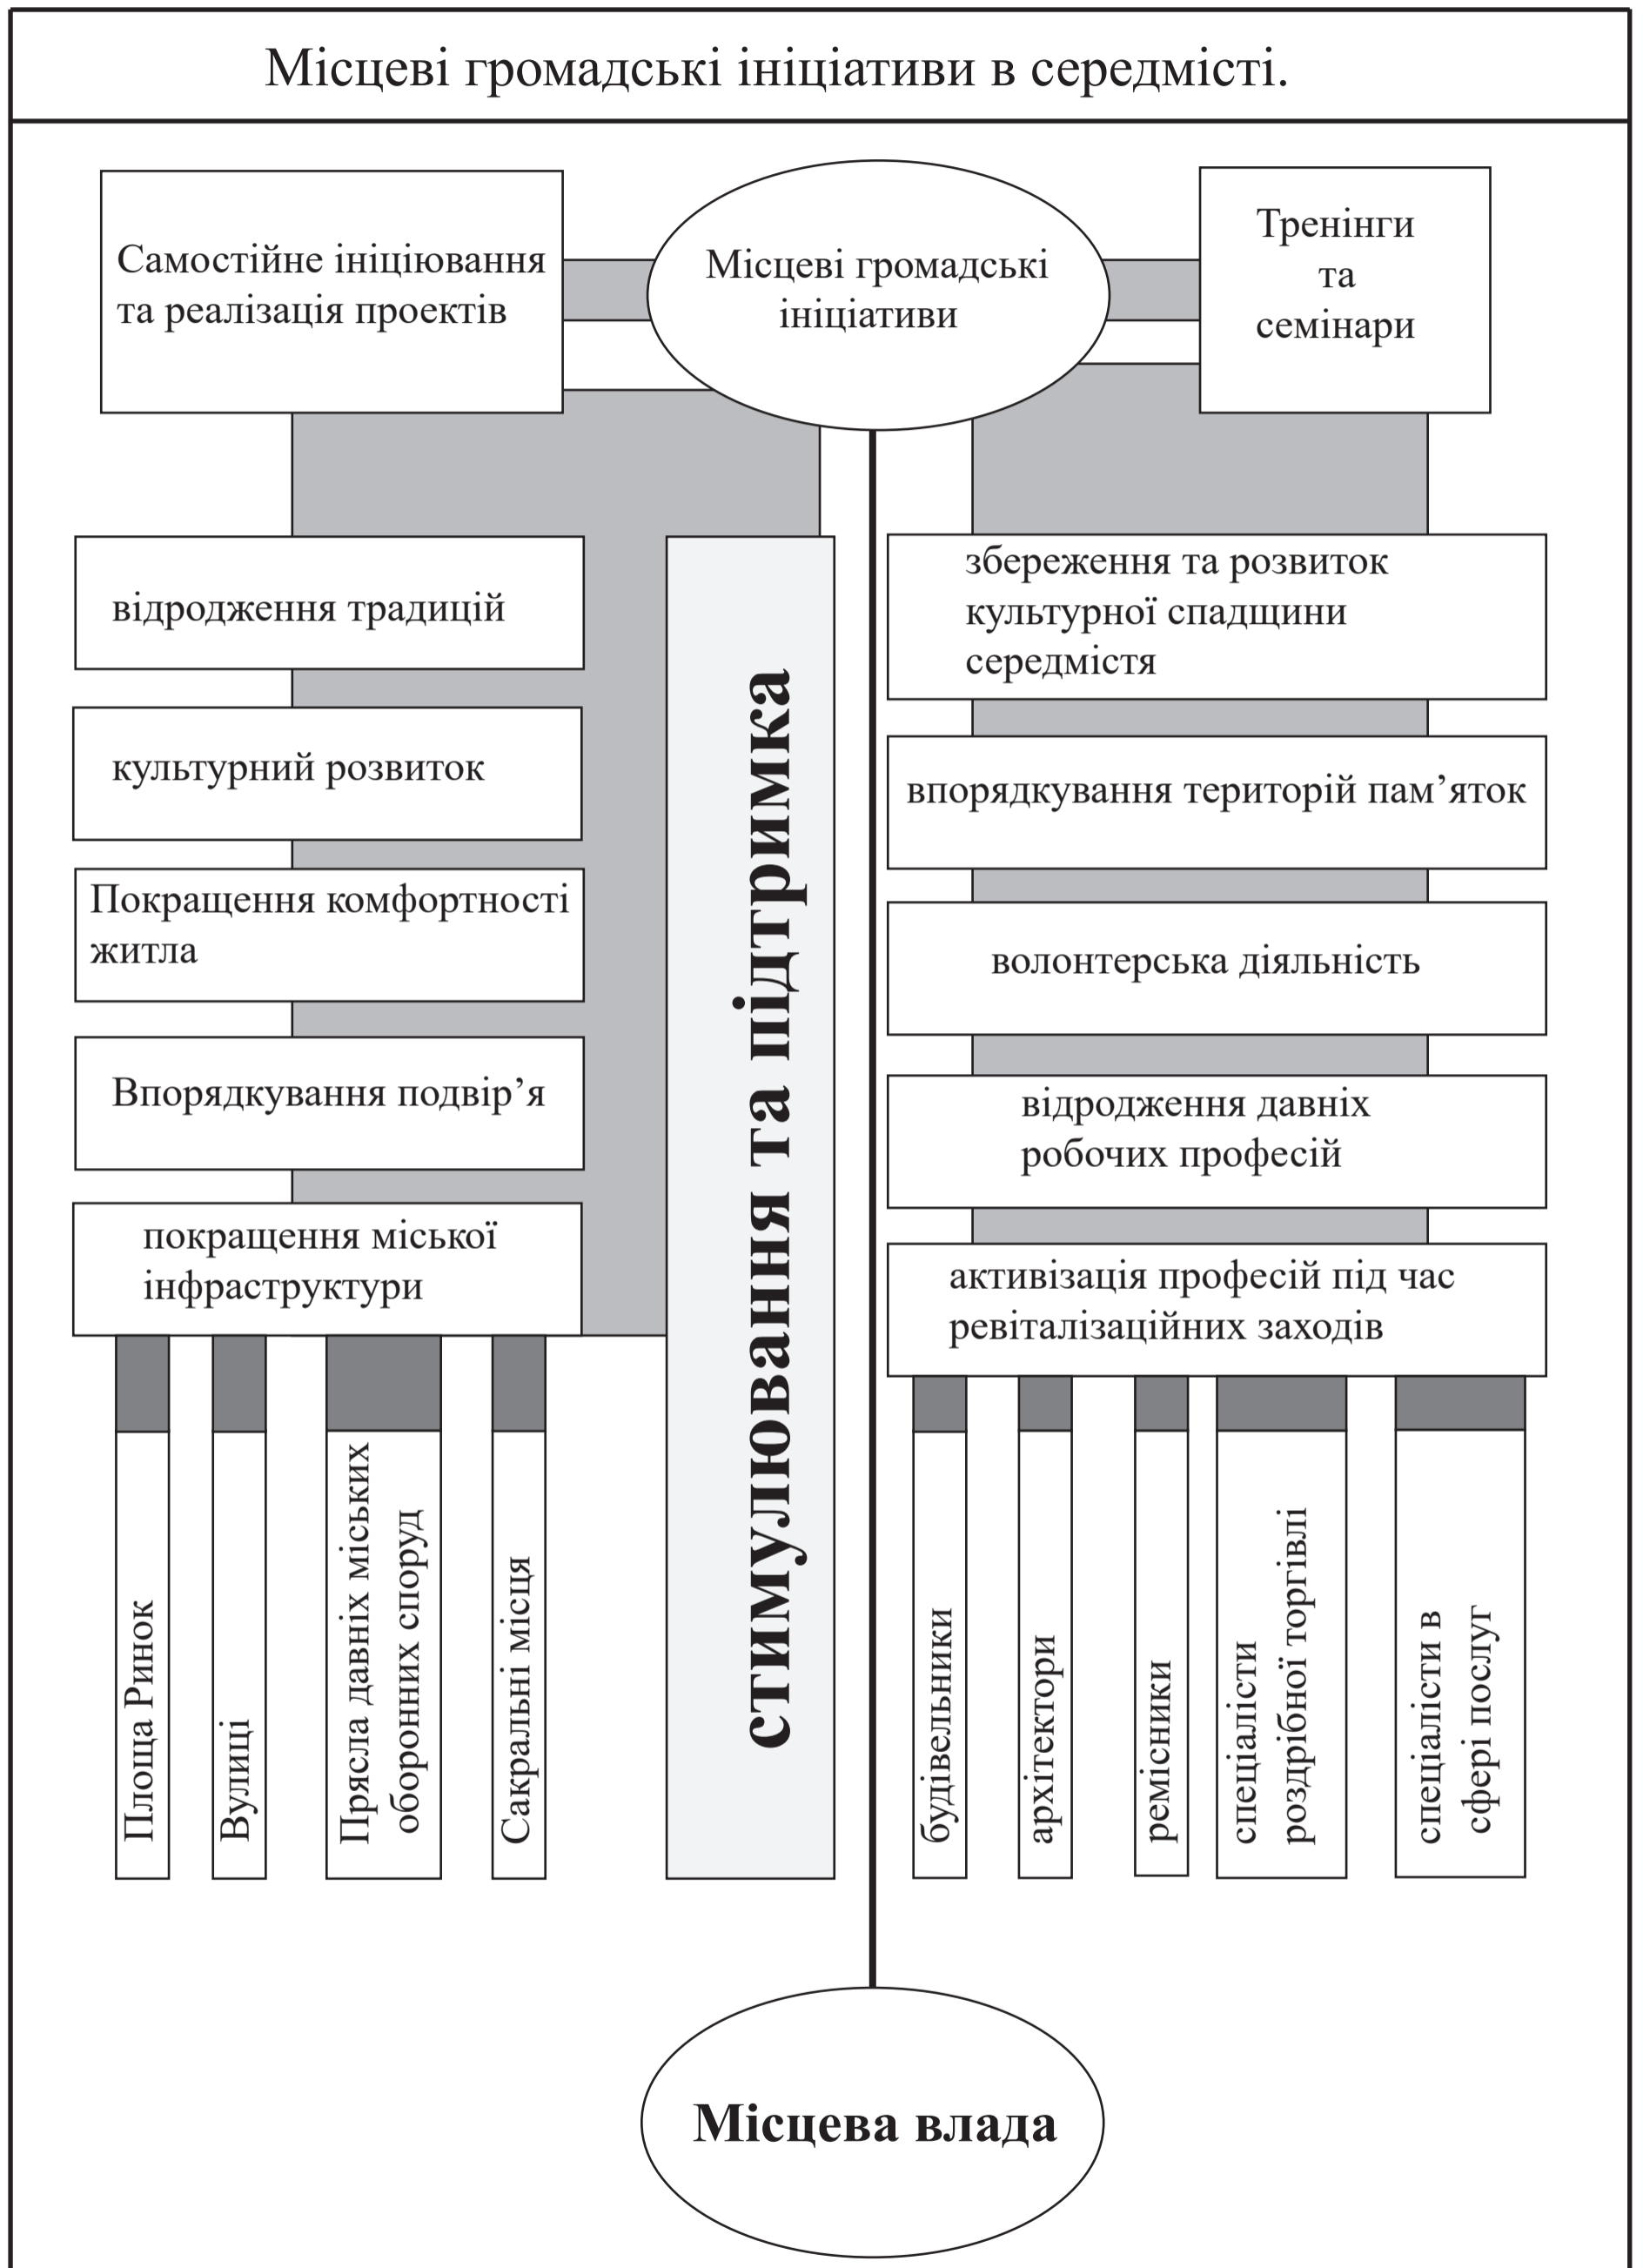 Місцеві громадські ініціативи в середмісті.
Самостійне ініціювання
та реалізація проектів
Місцеві громадські
ініціативи
Тренінги
та
семінари
відродження традицій
культурний розвиток
Покращення комфортності
житла
Впорядкування подвір’я
покращення міської
інфраструктури
Площа Ринок
Вулиці
Прясла давніх міських
оборонних споруд
Сакральні місця
стимулювання та підтримка
збереження та розвиток
культурної спадщини
середмістя
впорядкування територій пам’яток
волонтерська діяльність
відродження давніх
робочих професій
активізація професій під час
ревіталізаційних заходів
будівельники
архітектори
ремісники
спеціалісти
роздрібної торгівлі
спеціалісти в
сфері послуг
Місцева влада